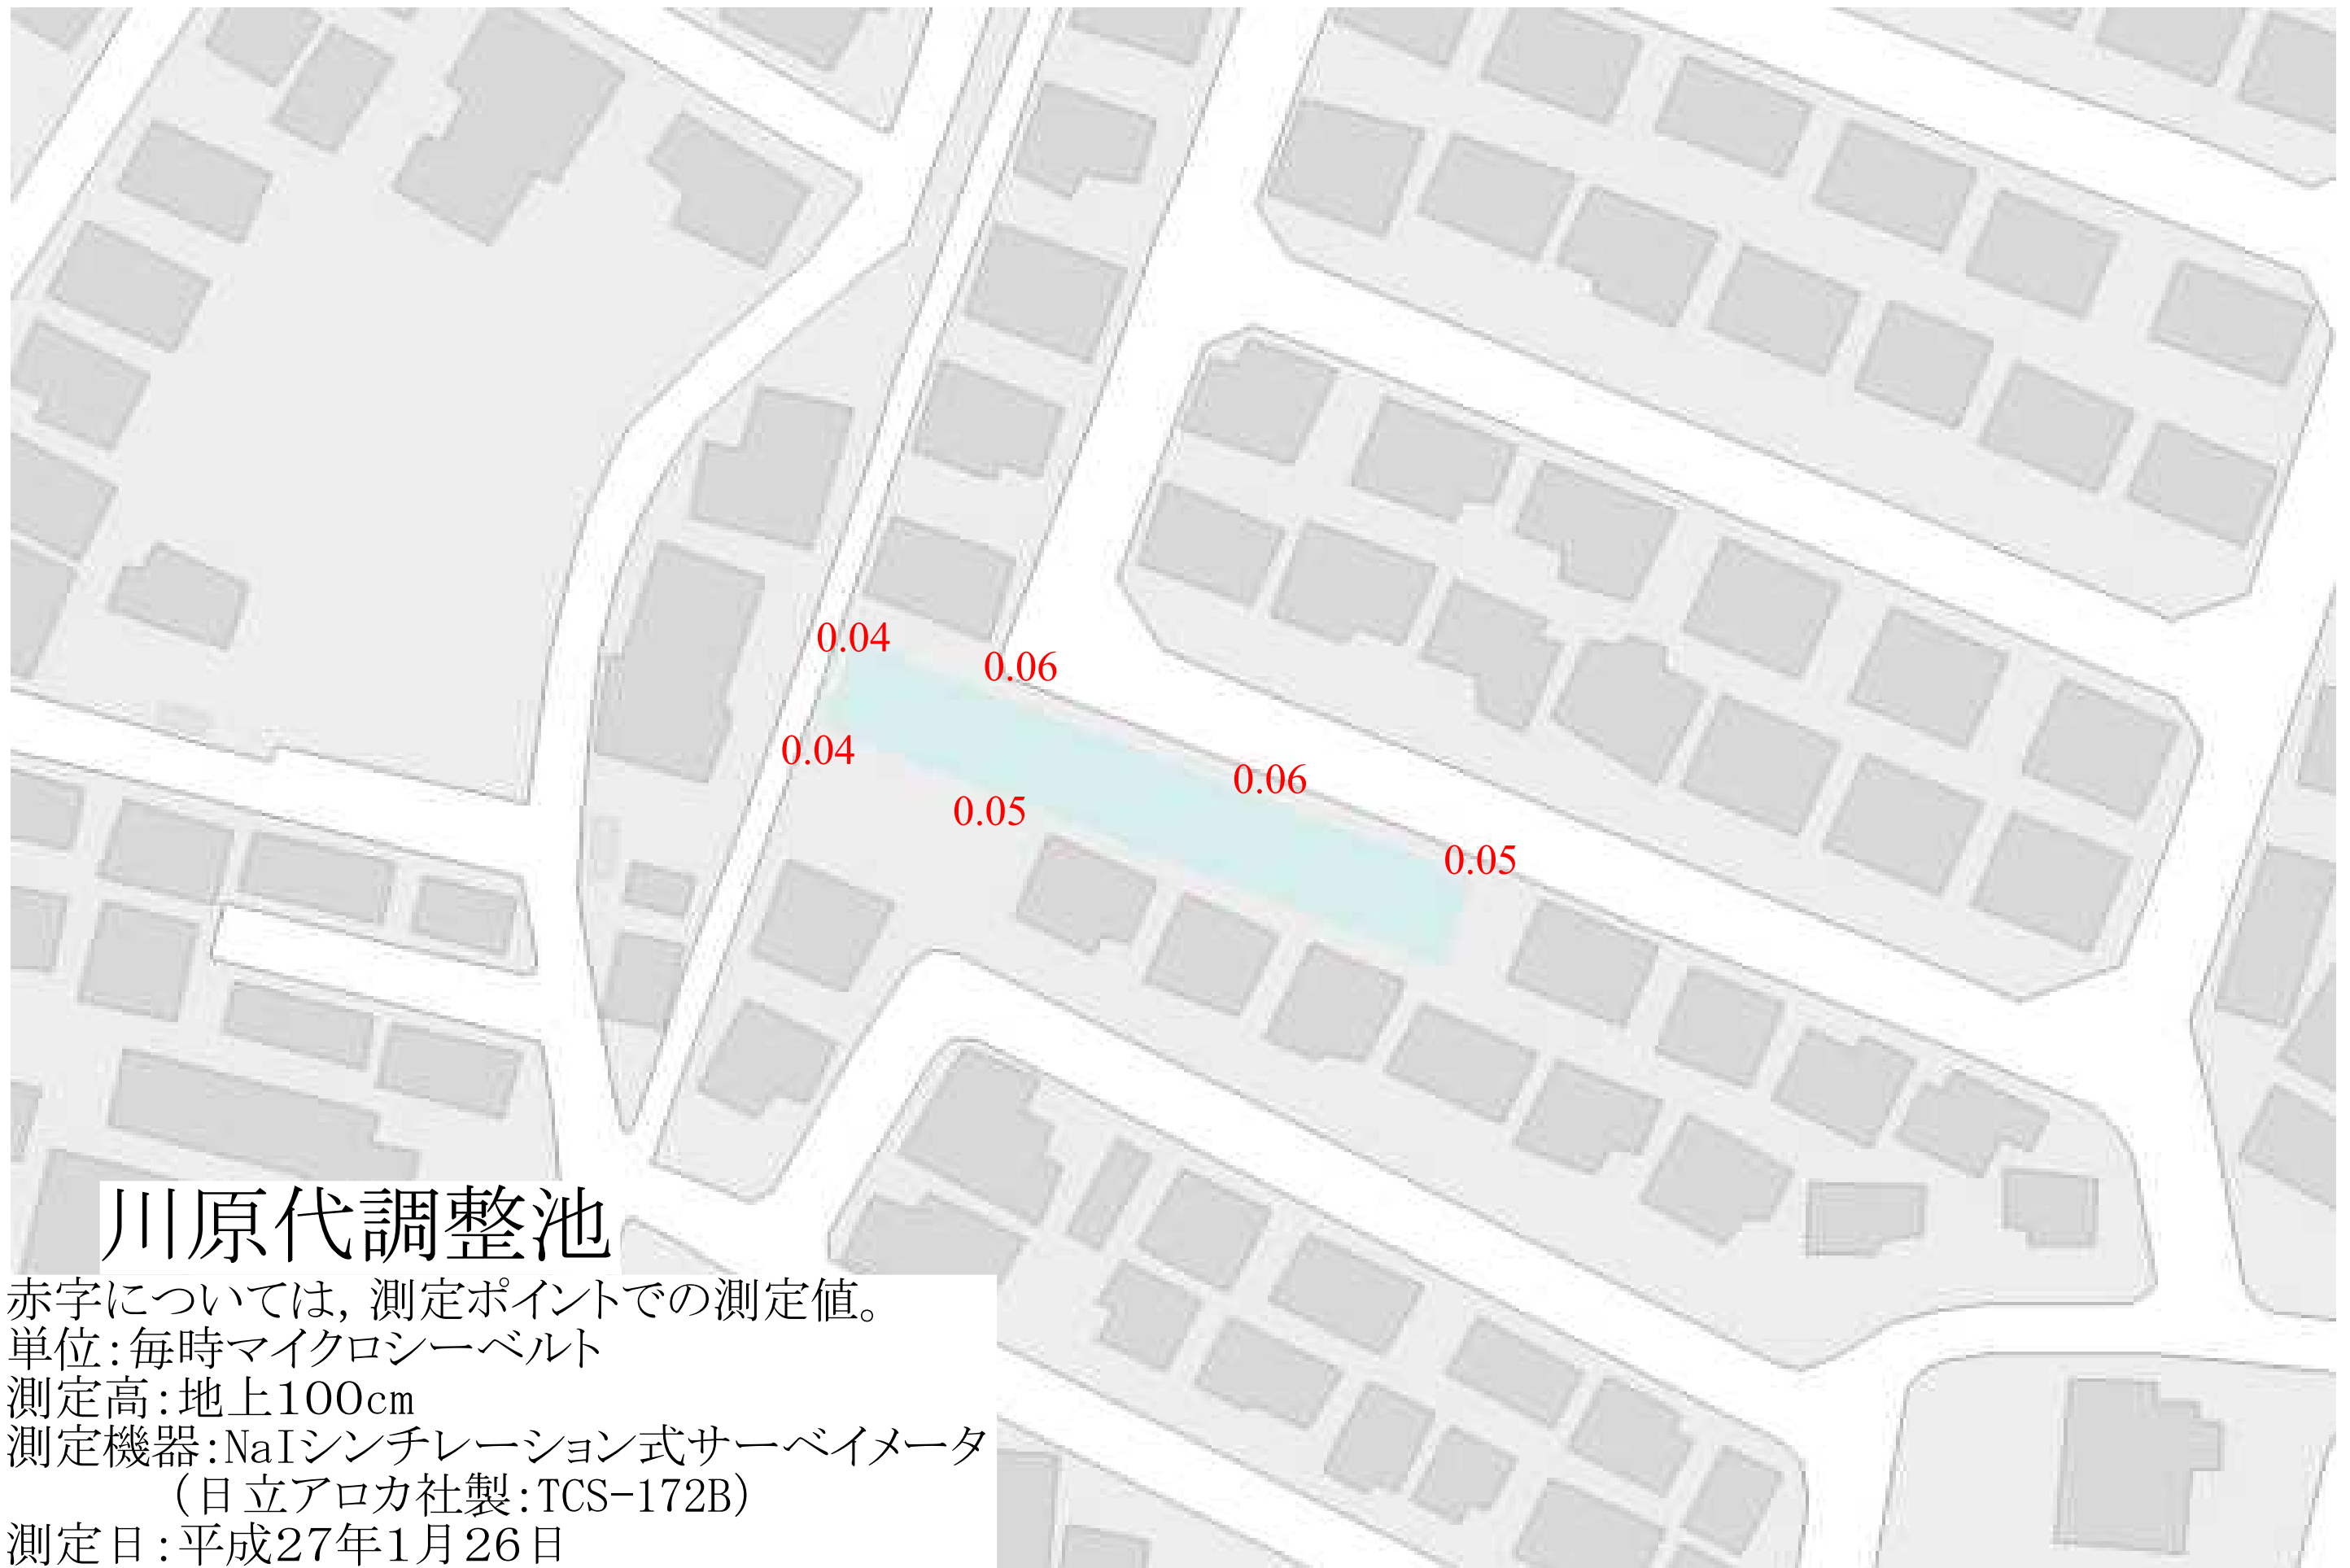 0.04
0.06
0.04
0.06
0.05
0.05
川原代調整池
赤字については,測定ポイントでの測定値。
単位:毎時マイクロシーベルト
測定高:地上100cm
測定機器:NaIシンチレーション式サーベイメータ
(日立アロカ社製:TCS-172B)
測定日:平成27年1月26日